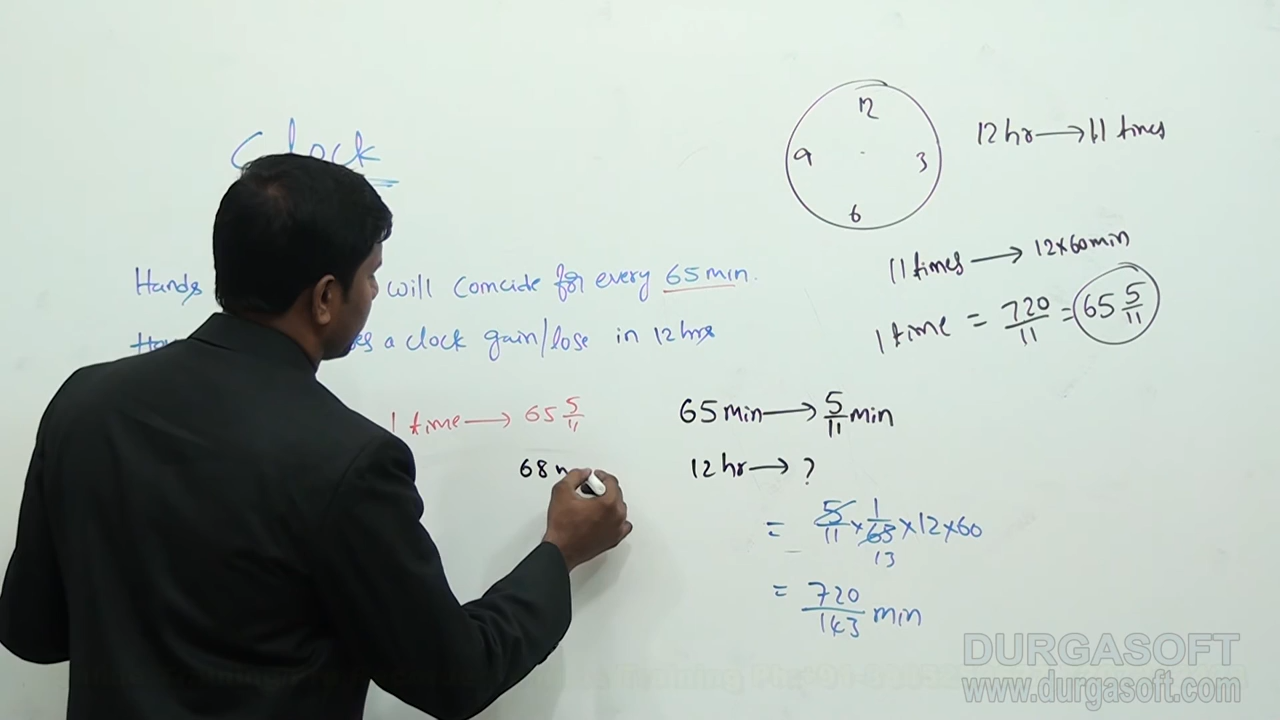 Clock
12
9
3
6
12 hr → 11 times
11 times → 12×60 min
1 time = 720/11 = 65 5/11
Hands will coincide for every 65 min.
a clock gain/lose in 12 hrs
1 time → 65 5/11
68 m
65 min → 5/11 min
12 hr → ?
= 5/11 × 1/65 × 12 × 60
13
= 720/143 min
DURGASOFT
www.durgasoft.com